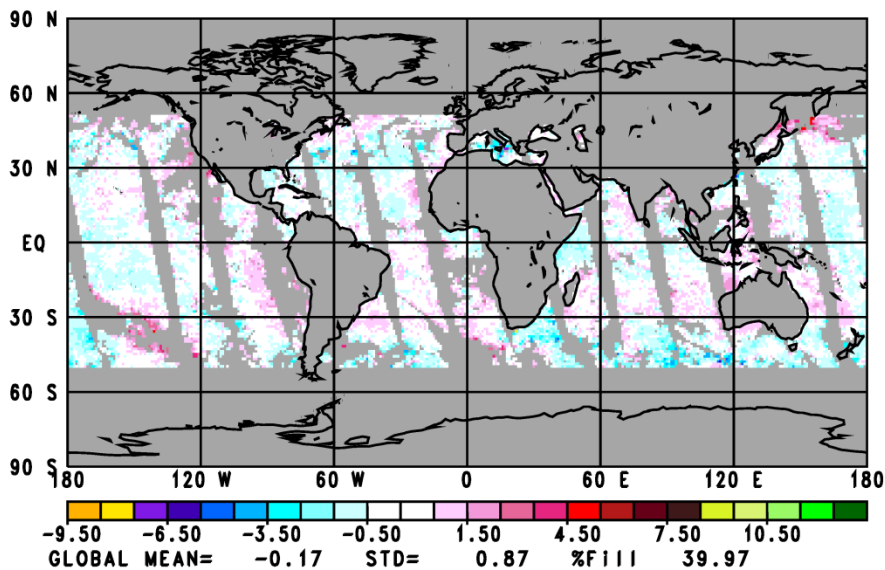 90 N
60 N
30 N
EQ
30 S
60 S
90 S
180 120 W 60 W 0 60 E 120 E 180
-9.50 -6.50 -3.50 -0.50 1.50 4.50 7.50 10.50
GLOBAL MEAN= -0.17 STD= 0.87 %Fill 39.97